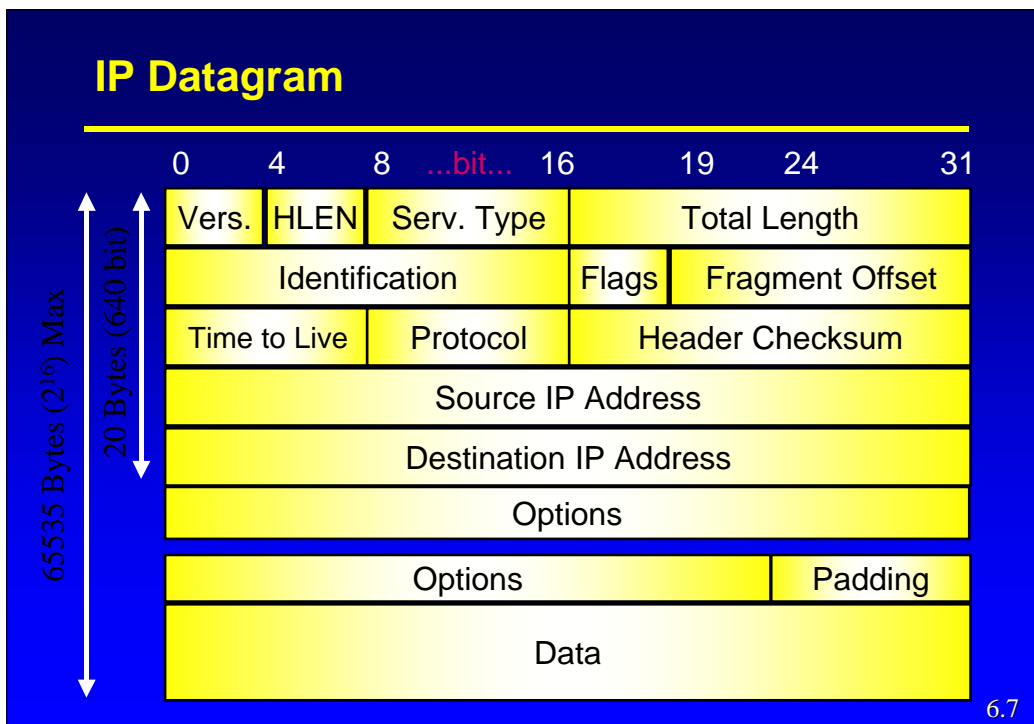 IP Datagram
0 4 8 ...bit... 16 19 24 31
65535 Bytes (2¹⁶) Max
20 Bytes (640 bit)
Vers. HLEN Serv. Type Total Length
Identification Flags Fragment Offset
Time to Live Protocol Header Checksum
Source IP Address
Destination IP Address
Options
Options Padding
Data
6.7